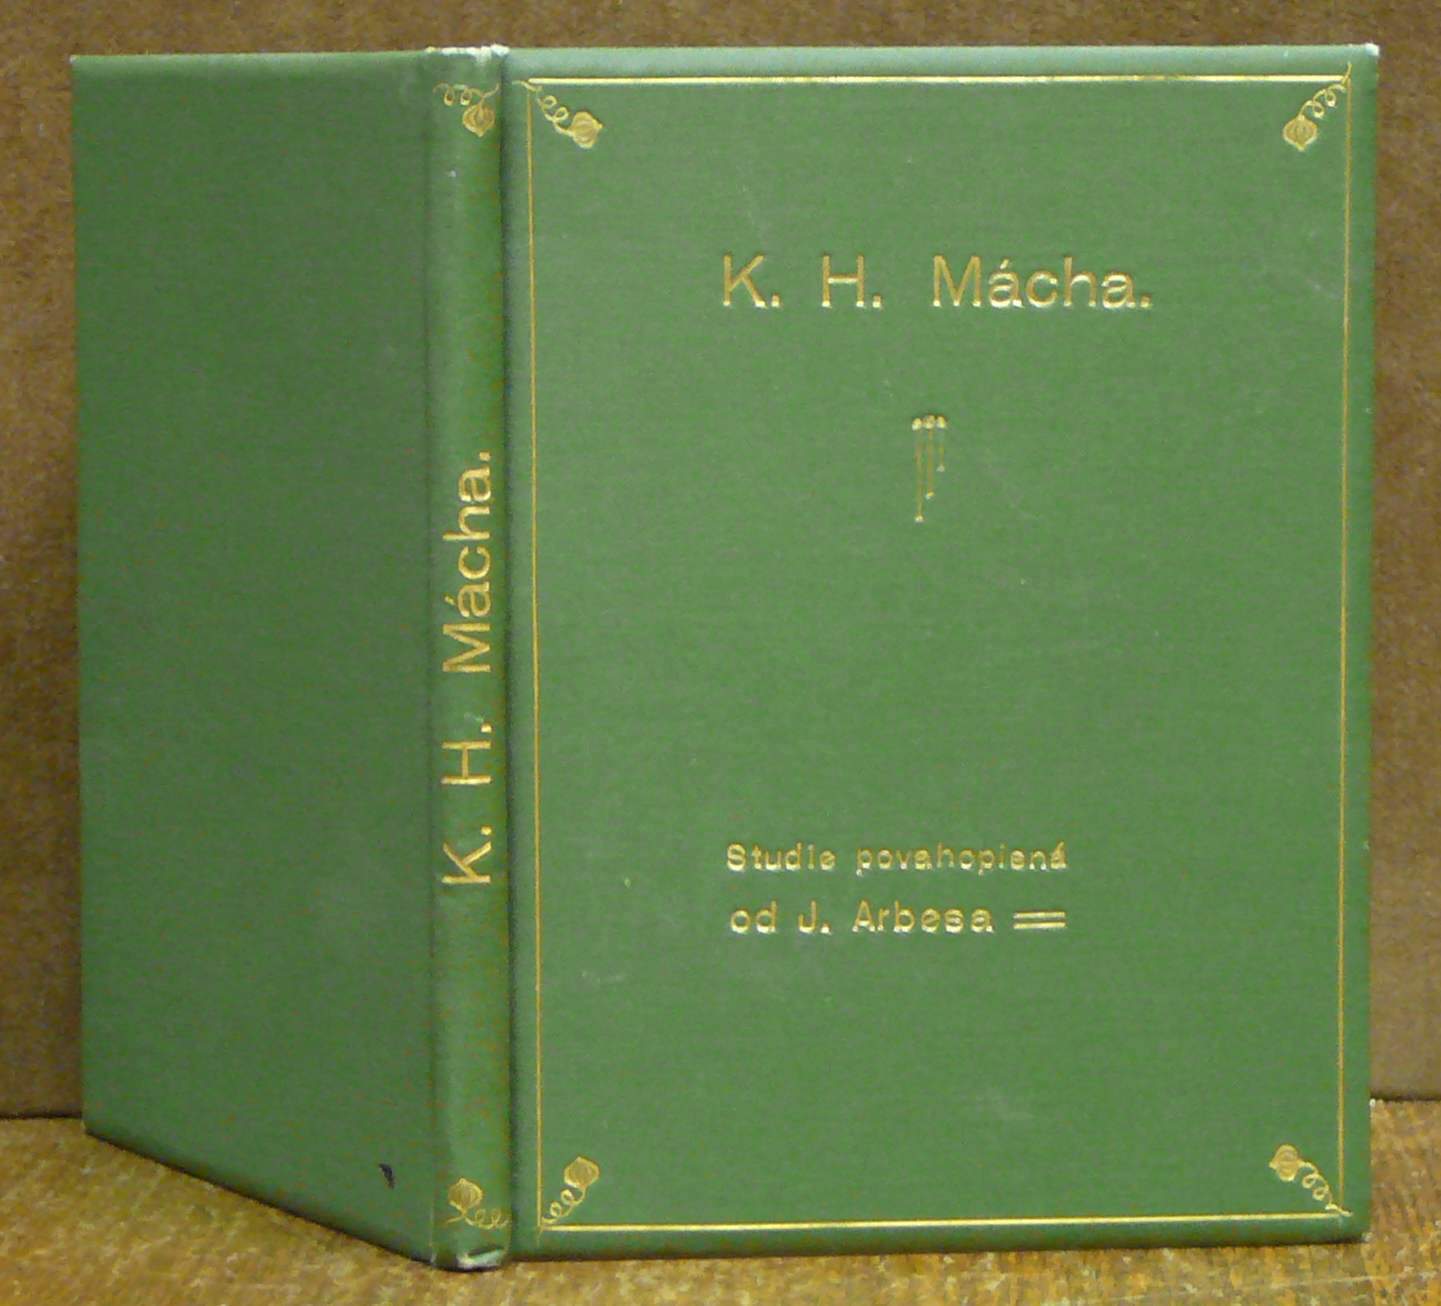 K. H. Mácha.
K. H. Mácha.
Studie povahopisná
od J. Arbesa